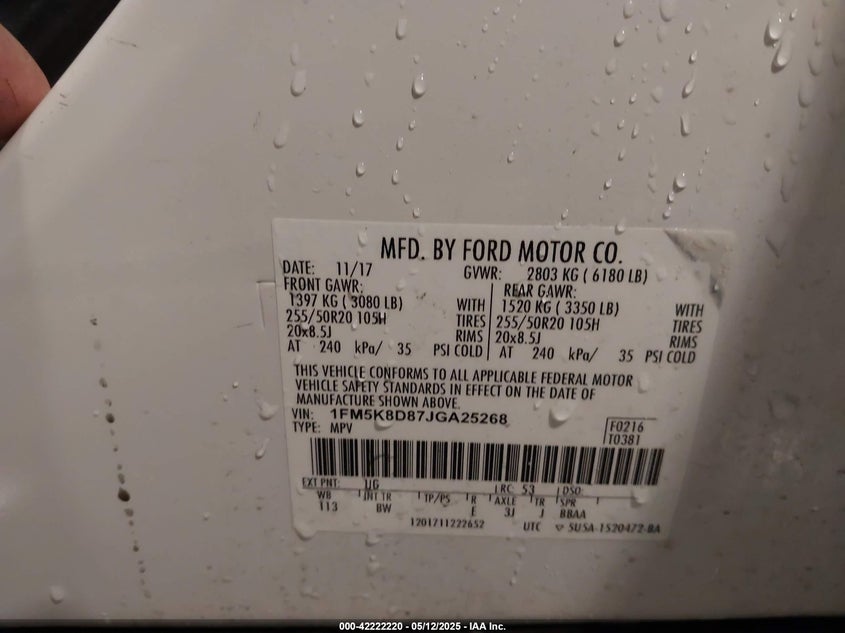 MFD. BY FORD MOTOR CO.
DATE: 11/17 GVWR: 2803 KG ( 6180 LB)
FRONT GAWR: REAR GAWR:
1397 KG ( 3080 LB) WITH 1520 KG ( 3350 LB) WITH
255/50R20 105H TIRES 255/50R20 105H TIRES
20x8.5J RIMS 20x8.5J RIMS
AT 240 kPa/ 35 PSI COLD AT 240 kPa/ 35 PSI COLD
THIS VEHICLE CONFORMS TO ALL APPLICABLE FEDERAL MOTOR
VEHICLE SAFETY STANDARDS IN EFFECT ON THE DATE OF
MANUFACTURE SHOWN ABOVE.
VIN: 1FM5K8D87JGA25268
TYPE: MPV
F0216
T0381
EXT PNT: UG RC: 53 DSO:
WB INT TR TP/PS R AXLE TR SPR
113 BW E 3J J BBAA
1201711222652 UTC ▽ SU5A-1520472-BA
000-42222220 - 05/12/2025 - IAA Inc.